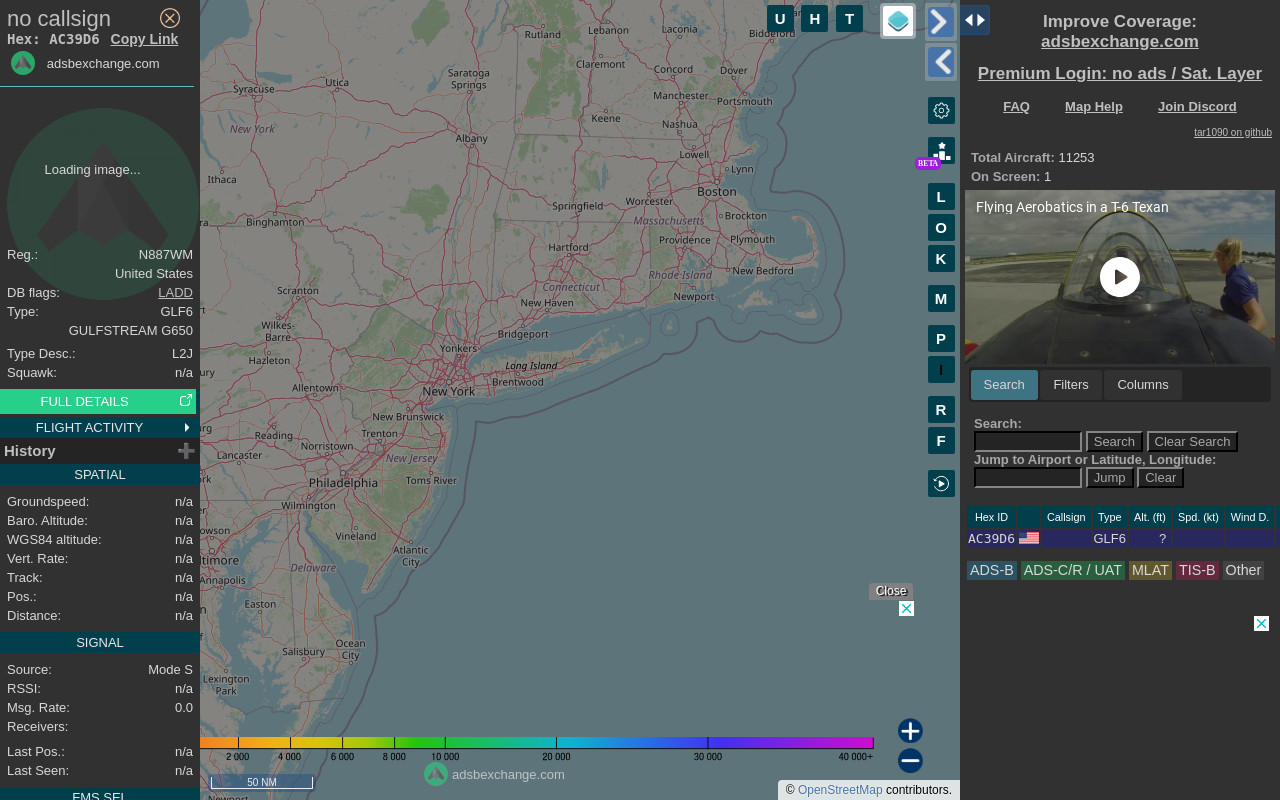 no callsign
Hex: AC39D6 Copy Link
adsbexchange.com
Loading image...
Reg.: N887WM
United States
DB flags: LADD
Type: GLF6
GULFSTREAM G650
Type Desc.: L2J
Squawk: n/a
FULL DETAILS
FLIGHT ACTIVITY
History
SPATIAL
Groundspeed: n/a
Baro. Altitude: n/a
WGS84 altitude: n/a
Vert. Rate: n/a
Track: n/a
Pos.: n/a
Distance: n/a
SIGNAL
Source: Mode S
RSSI: n/a
Msg. Rate: 0.0
Receivers:
Last Pos.: n/a
Last Seen: n/a
FMS SEL
Rutland
Lebanon
Laconia
Biddeford
Claremont
Concord
Dover
Saratoga
Springs
Utica
Syracuse
Manchester
Portsmouth
Keene
Nashua
New York
Albany
Lowell
Lynn
Ithaca
Boston
Worcester
Springfield
Massachusetts
Brockton
Binghamton
Hartford
Providence
Plymouth
Rhode Island
New Bedford
Connecticut
Newport
Scranton
New Haven
Wilkes-
Barre
Bridgeport
Hazleton
Yonkers
Long Island
Brentwood
Allentown
New York
New Brunswick
Reading
Trenton
Norristown
Lancaster
New Jersey
Philadelphia
Toms River
Wilmington
Vineland
Atlantic
City
Delaware
Annapolis
Easton
Ocean
City
Salisbury
Lexington
Park
Newport
U H T
BETA
L
O
K
M
P
I
R
F
Close
2 000 4 000 6 000 8 000 10 000 20 000 30 000 40 000+
50 NM
adsbexchange.com
© OpenStreetMap contributors.
Improve Coverage:
adsbexchange.com
Premium Login: no ads / Sat. Layer
FAQ Map Help Join Discord
tar1090 on github
Total Aircraft: 11253
On Screen: 1
Flying Aerobatics in a T-6 Texan
Search Filters Columns
Search:
Search Clear Search
Jump to Airport or Latitude, Longitude:
Jump Clear
Hex ID Callsign Type Alt. (ft) Spd. (kt) Wind D.
AC39D6 GLF6 ?
ADS-B ADS-C/R / UAT MLAT TIS-B Other